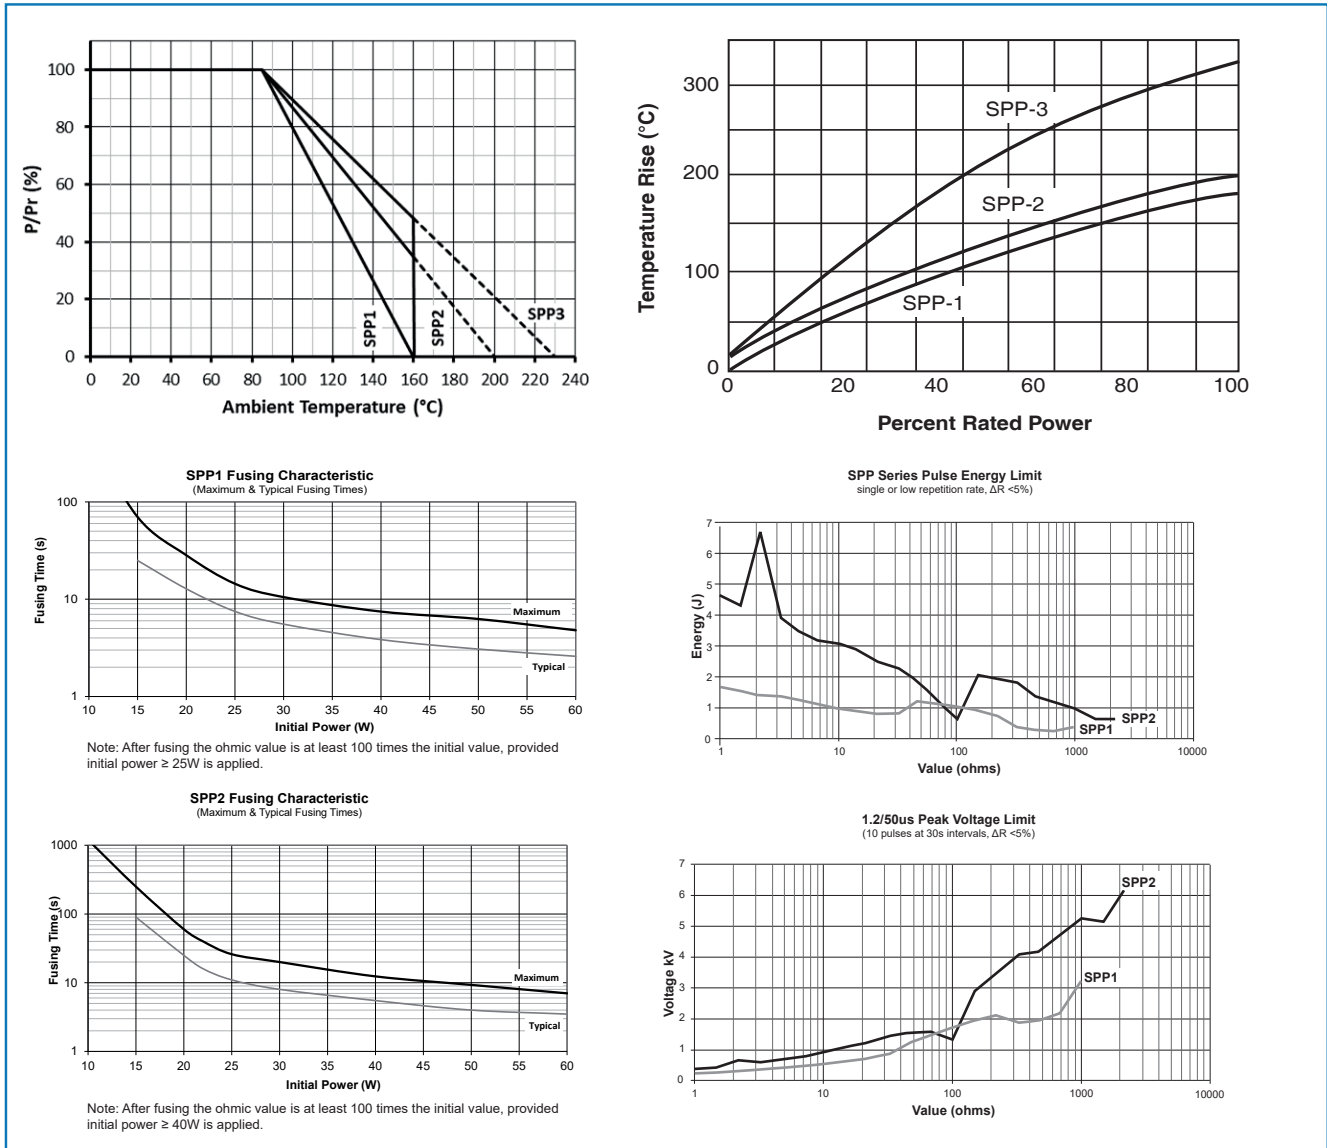 100
80
60
40
20
0
P/Pr (%)
SPP1
SPP2
SPP3
0 20 40 60 80 100 120 140 160 180 200 220 240
Ambient Temperature (°C)
300
200
100
0
Temperature Rise (°C)
SPP-3
SPP-2
SPP-1
0 20 40 60 80 100
Percent Rated Power
SPP1 Fusing Characteristic
(Maximum & Typical Fusing Times)
100
10
1
Fusing Time (s)
Maximum
Typical
10 15 20 25 30 35 40 45 50 55 60
Initial Power (W)
Note: After fusing the ohmic value is at least 100 times the initial value, provided
initial power ≥ 25W is applied.
SPP Series Pulse Energy Limit
single or low repetition rate, ΔR <5%)
7
6
5
4
3
2
1
0
Energy (J)
SPP2
SPP1
1 10 100 1000 10000
Value (ohms)
SPP2 Fusing Characteristic
(Maximum & Typical Fusing Times)
1000
100
10
1
Fusing Time (s)
Maximum
Typical
10 15 20 25 30 35 40 45 50 55 60
Initial Power (W)
Note: After fusing the ohmic value is at least 100 times the initial value, provided
initial power ≥ 40W is applied.
1.2/50us Peak Voltage Limit
(10 pulses at 30s intervals, ΔR <5%)
7
6
5
4
3
2
1
0
Voltage kV
SPP2
SPP1
1 10 100 1000 10000
Value (ohms)